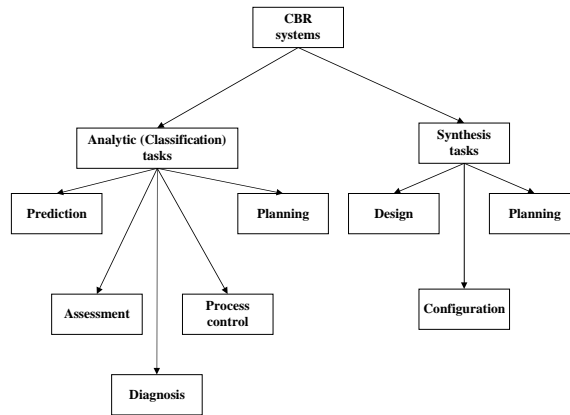 CBR
systems
Analytic (Classification)
tasks
Synthesis
tasks
Prediction
Planning
Design
Planning
Assessment
Process
control
Configuration
Diagnosis